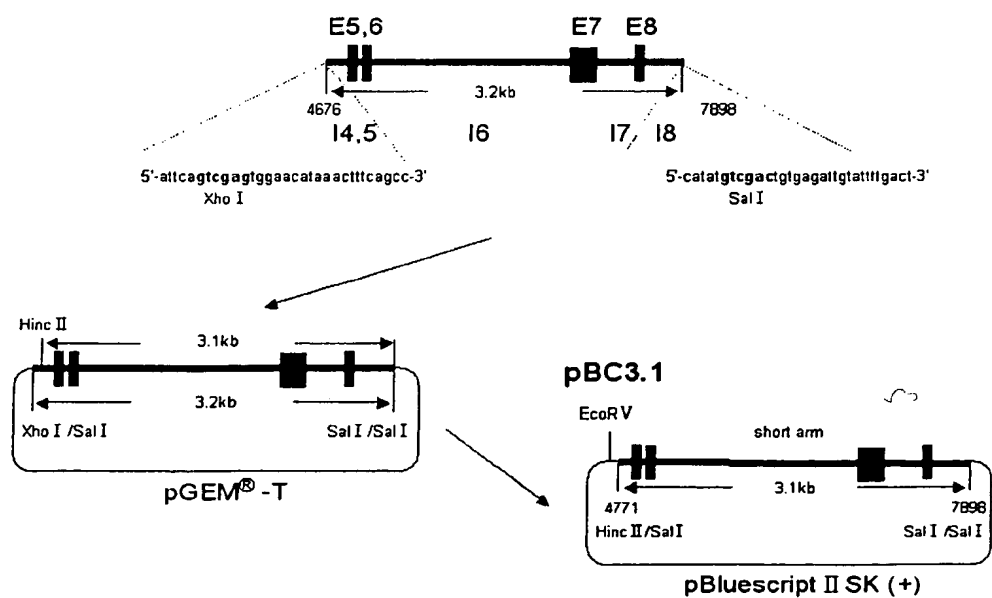 E5,6 E7 E8
3.2kb
4676 7898
I4,5 I6 I7, I8
5'-attcagtcgagtggaacataaactttcagcc-3' 5'-catatgtcgactgtgagattgtattttgact-3'
Xho I Sal I
Hinc II
3.1kb
3.2kb
Xho I /Sal I Sal I /Sal I
pGEM® -T
pBC3.1
EcoR V
short arm
3.1kb
4771 7898
Hinc II/Sal I Sal I /Sal I
pBluescript II SK (+)